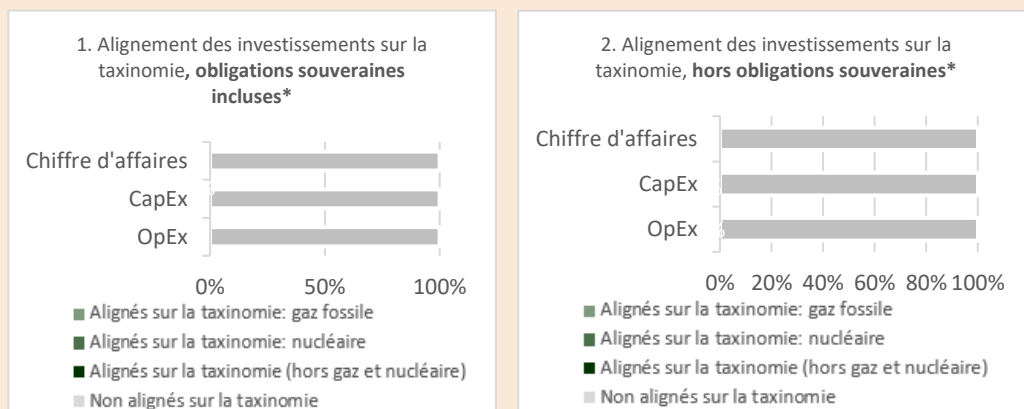 1. Alignement des investissements sur la
taxinomie, obligations souveraines
incluses*
Chiffre d'affaires
CapEx
OpEx
0% 50% 100%
Alignés sur la taxinomie: gaz fossile
Alignés sur la taxinomie: nucléaire
Alignés sur la taxinomie (hors gaz et nucléaire)
Non alignés sur la taxinomie
2. Alignement des investissements sur la
taxinomie, hors obligations souveraines*
Chiffre d'affaires
CapEx
OpEx
0% 20% 40% 60% 80% 100%
Alignés sur la taxinomie: gaz fossile
Alignés sur la taxinomie: nucléaire
Alignés sur la taxinomie (hors gaz et nucléaire)
Non alignés sur la taxinomie